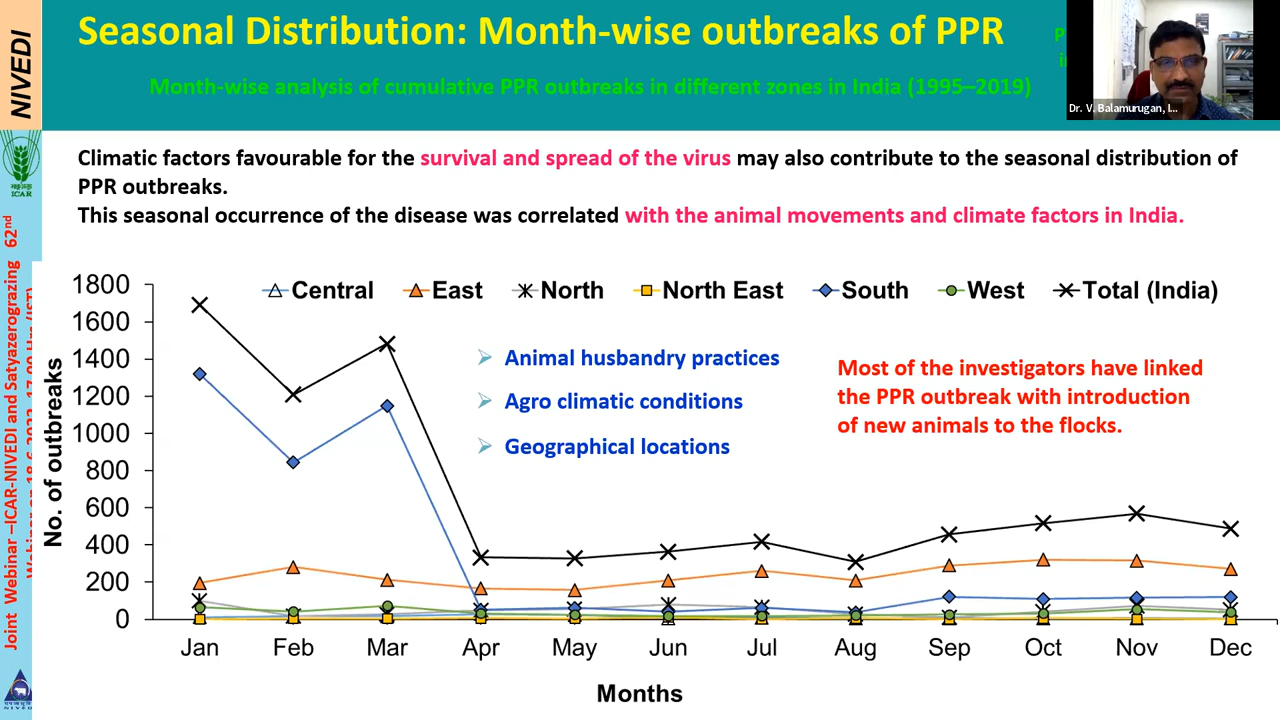 Seasonal Distribution: Month-wise outbreaks of PPR
Month-wise analysis of cumulative PPR outbreaks in different zones in India (1995–2019)
NIVEDI
Dr. V. Balamurugan, I...
Climatic factors favourable for the survival and spread of the virus may also contribute to the seasonal distribution of
PPR outbreaks.
This seasonal occurrence of the disease was correlated with the animal movements and climate factors in India.
ICAR
Joint Webinar –ICAR-NIVEDI and Satyazerograzing 62nd
Central East North North East South West Total (India)
Animal husbandry practices
Agro climatic conditions
Geographical locations
Most of the investigators have linked
the PPR outbreak with introduction
of new animals to the flocks.
No. of outbreaks
1800
1600
1400
1200
1000
800
600
400
200
0
Jan Feb Mar Apr May Jun Jul Aug Sep Oct Nov Dec
Months